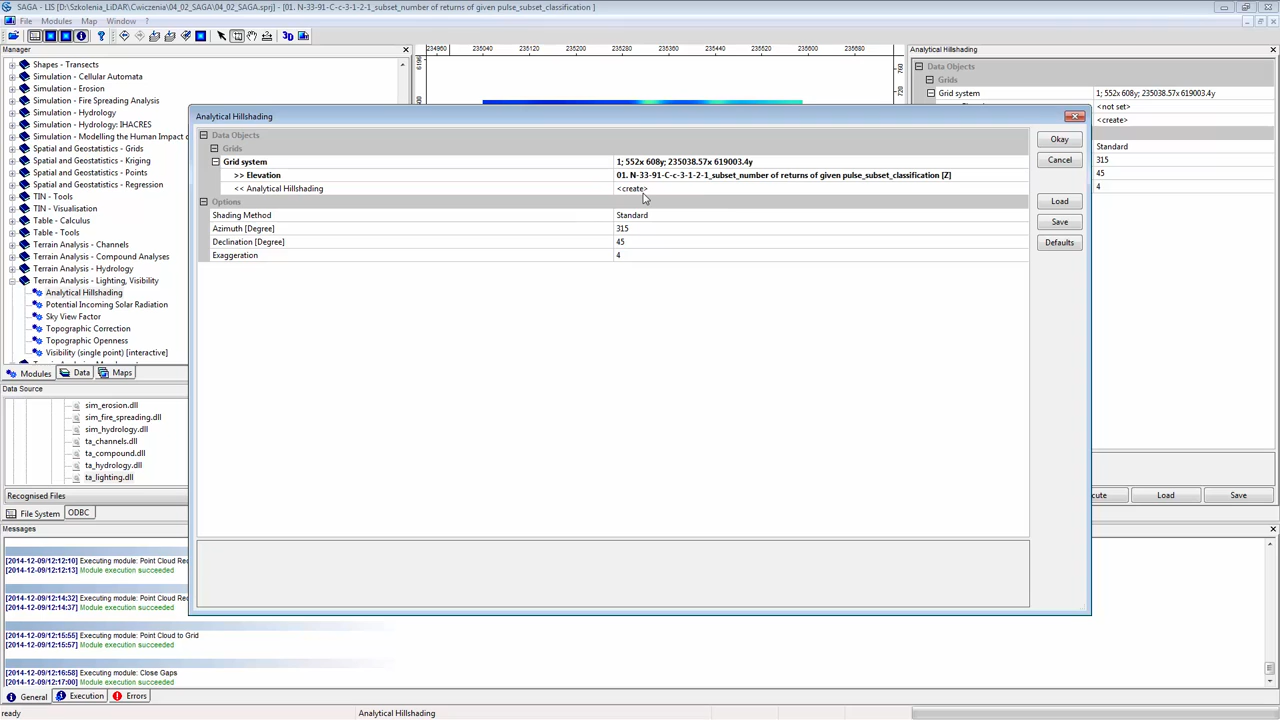 SAGA - LIS [D:\Szkolenia_LiDAR\Cwiczenia\04_02_SAGA\04_02_SAGA.sprj] - [01. N-33-91-C-c-3-1-2-1_subset_number of returns of given pulse_subset_classification ]
File Modules Map Window ?
3D
Manager
Shapes - Transects
Simulation - Cellular Automata
Simulation - Erosion
Simulation - Fire Spreading Analysis
Simulation - Hydrology
Simulation - Hydrology: IHACRES
Simulation - Modelling the Human Impact o
Spatial and Geostatistics - Grids
Spatial and Geostatistics - Kriging
Spatial and Geostatistics - Points
Spatial and Geostatistics - Regression
TIN - Tools
TIN - Visualisation
Table - Calculus
Table - Tools
Terrain Analysis - Channels
Terrain Analysis - Compound Analyses
Terrain Analysis - Hydrology
Terrain Analysis - Lighting, Visibility
Analytical Hillshading
Potential Incoming Solar Radiation
Sky View Factor
Topographic Correction
Topographic Openness
Visibility (single point) [interactive]
Modules Data Maps
Data Source
sim_erosion.dll
sim_fire_spreading.dll
sim_hydrology.dll
ta_channels.dll
ta_compound.dll
ta_hydrology.dll
ta_lighting.dll
Recognised Files
File System ODBC
234960 235040 235120 235200 235280 235360 235440 235520 235600 235680 235760 235860
760
720
Analytical Hillshading
Data Objects
Grids
Grid system 1; 552x 608y; 235038.57x 619003.4y
<not set>
<create>
Standard
315
45
4
cute Load Save
Analytical Hillshading
Data Objects
Grids
Grid system 1; 552x 608y; 235038.57x 619003.4y
>> Elevation 01. N-33-91-C-c-3-1-2-1_subset_number of returns of given pulse_subset_classification [Z]
<< Analytical Hillshading <create>
Options
Shading Method Standard
Azimuth [Degree] 315
Declination [Degree] 45
Exaggeration 4
Okay
Cancel
Load
Save
Defaults
Messages
[2014-12-09/12:12:10] Executing module: Point Cloud Rec
[2014-12-09/12:12:13] Module execution succeeded
[2014-12-09/12:14:32] Executing module: Point Cloud Rec
[2014-12-09/12:14:37] Module execution succeeded
[2014-12-09/12:15:55] Executing module: Point Cloud to Grid
[2014-12-09/12:15:57] Module execution succeeded
[2014-12-09/12:16:58] Executing module: Close Gaps
[2014-12-09/12:17:00] Module execution succeeded
General Execution Errors
ready Analytical Hillshading